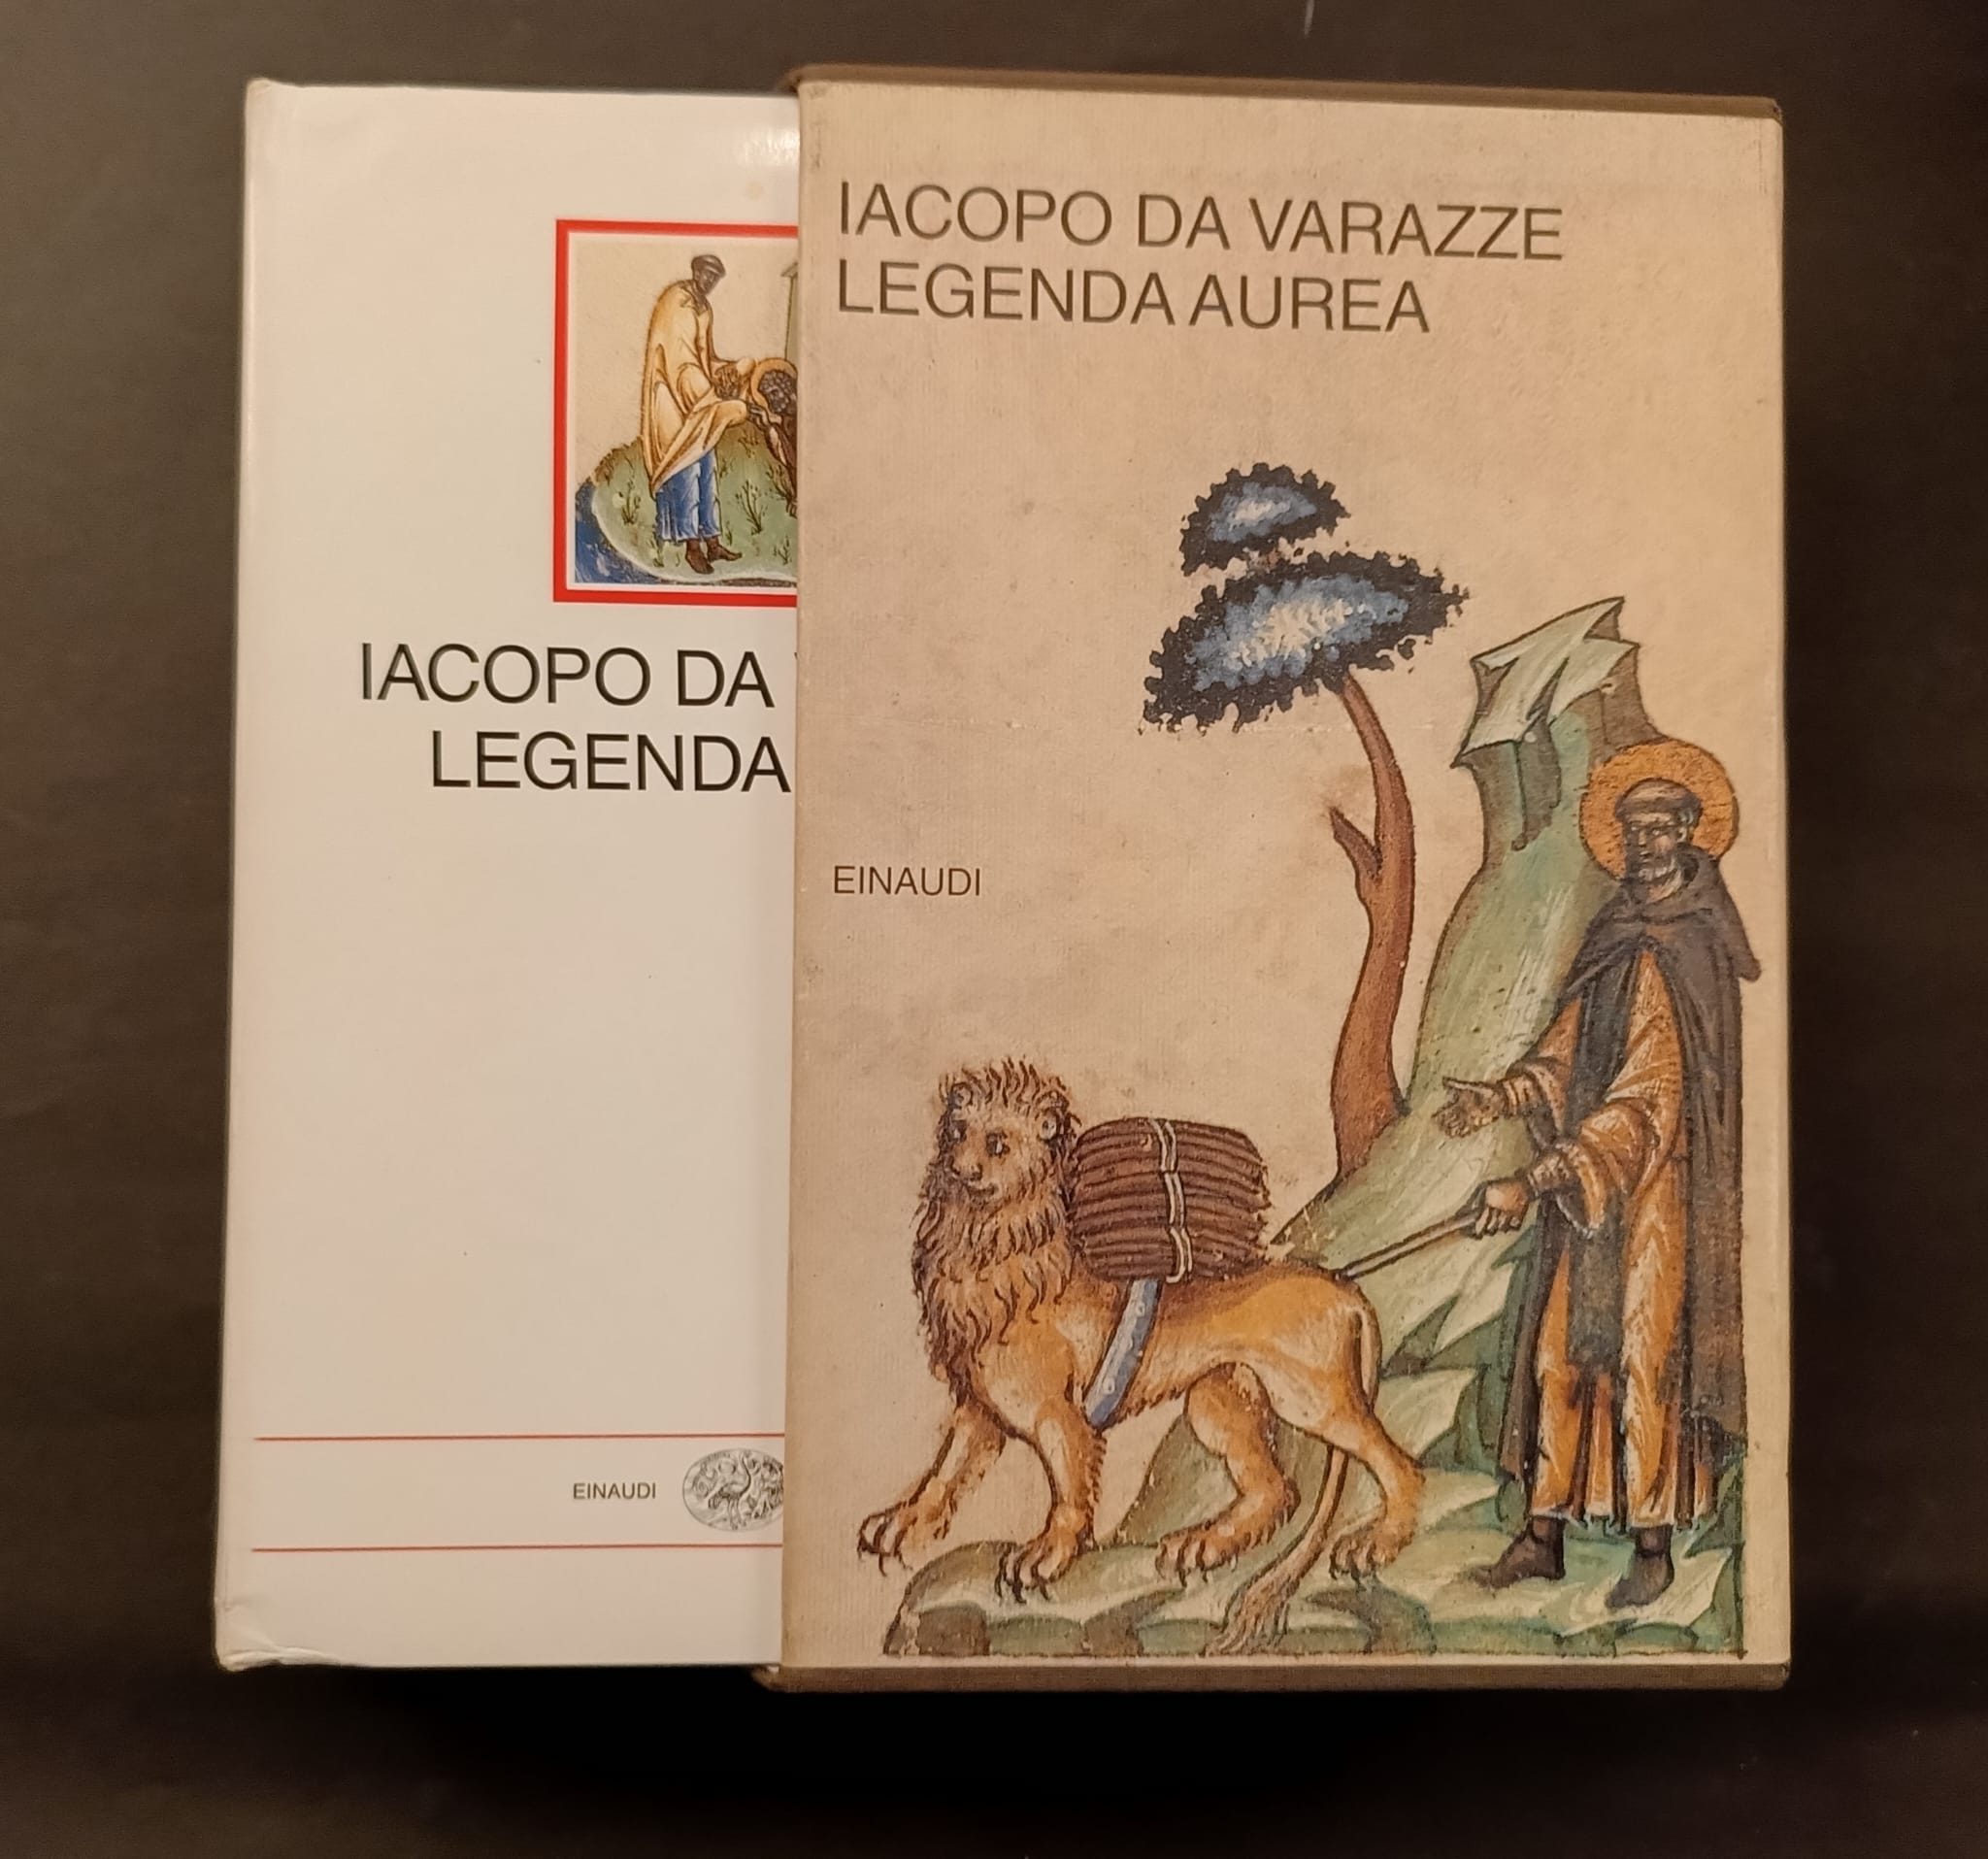 IACOPO DA
LEGENDA
EINAUDI
IACOPO DA VARAZZE
LEGENDA AUREA
EINAUDI